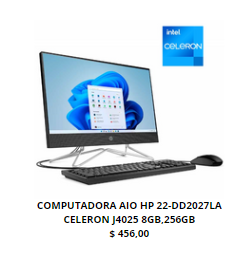 intel
CELERON
COMPUTADORA AIO HP 22-DD2027LA
CELERON J4025 8GB,256GB
$ 456,00